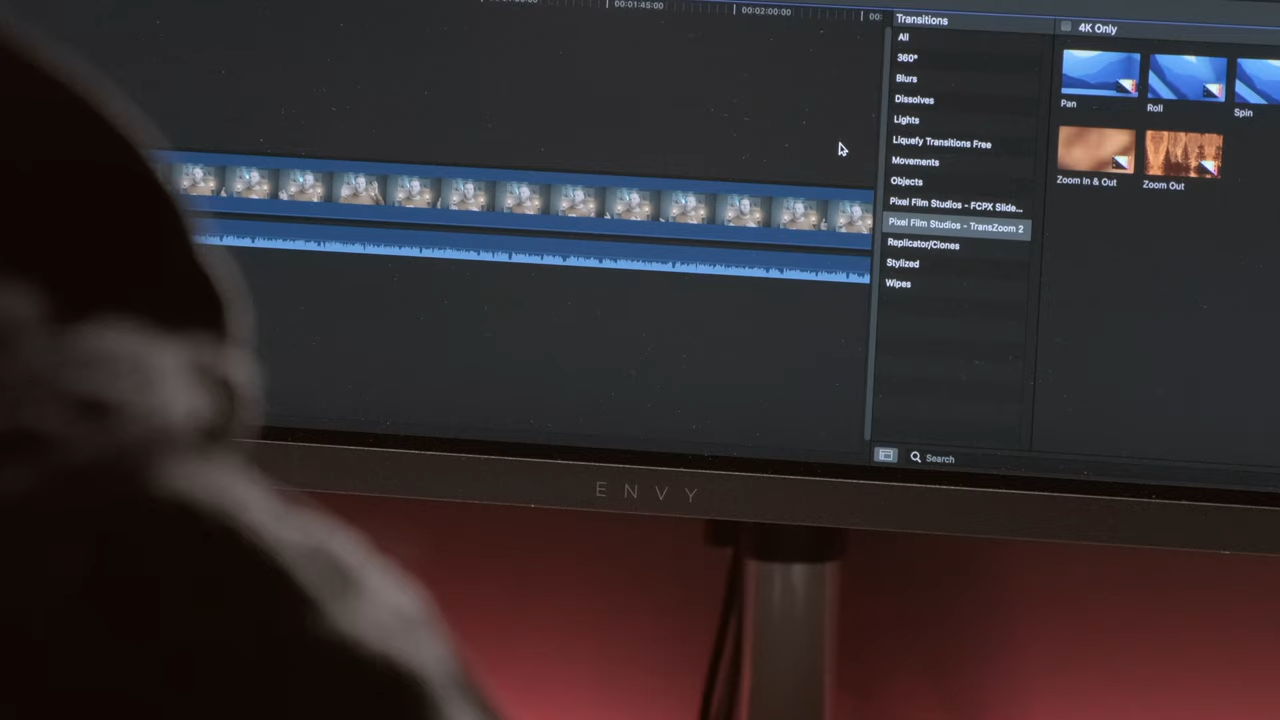 00:01:45:00
00:02:00:00
00:
Transitions
All
360°
Blurs
Dissolves
Lights
Liquefy Transitions Free
Movements
Objects
Pixel Film Studios - FCPX Slide...
Pixel Film Studios - TransZoom 2
Replicator/Clones
Stylized
Wipes
4K Only
Pan
Roll
Spin
Zoom In & Out
Zoom Out
Search
ENVY